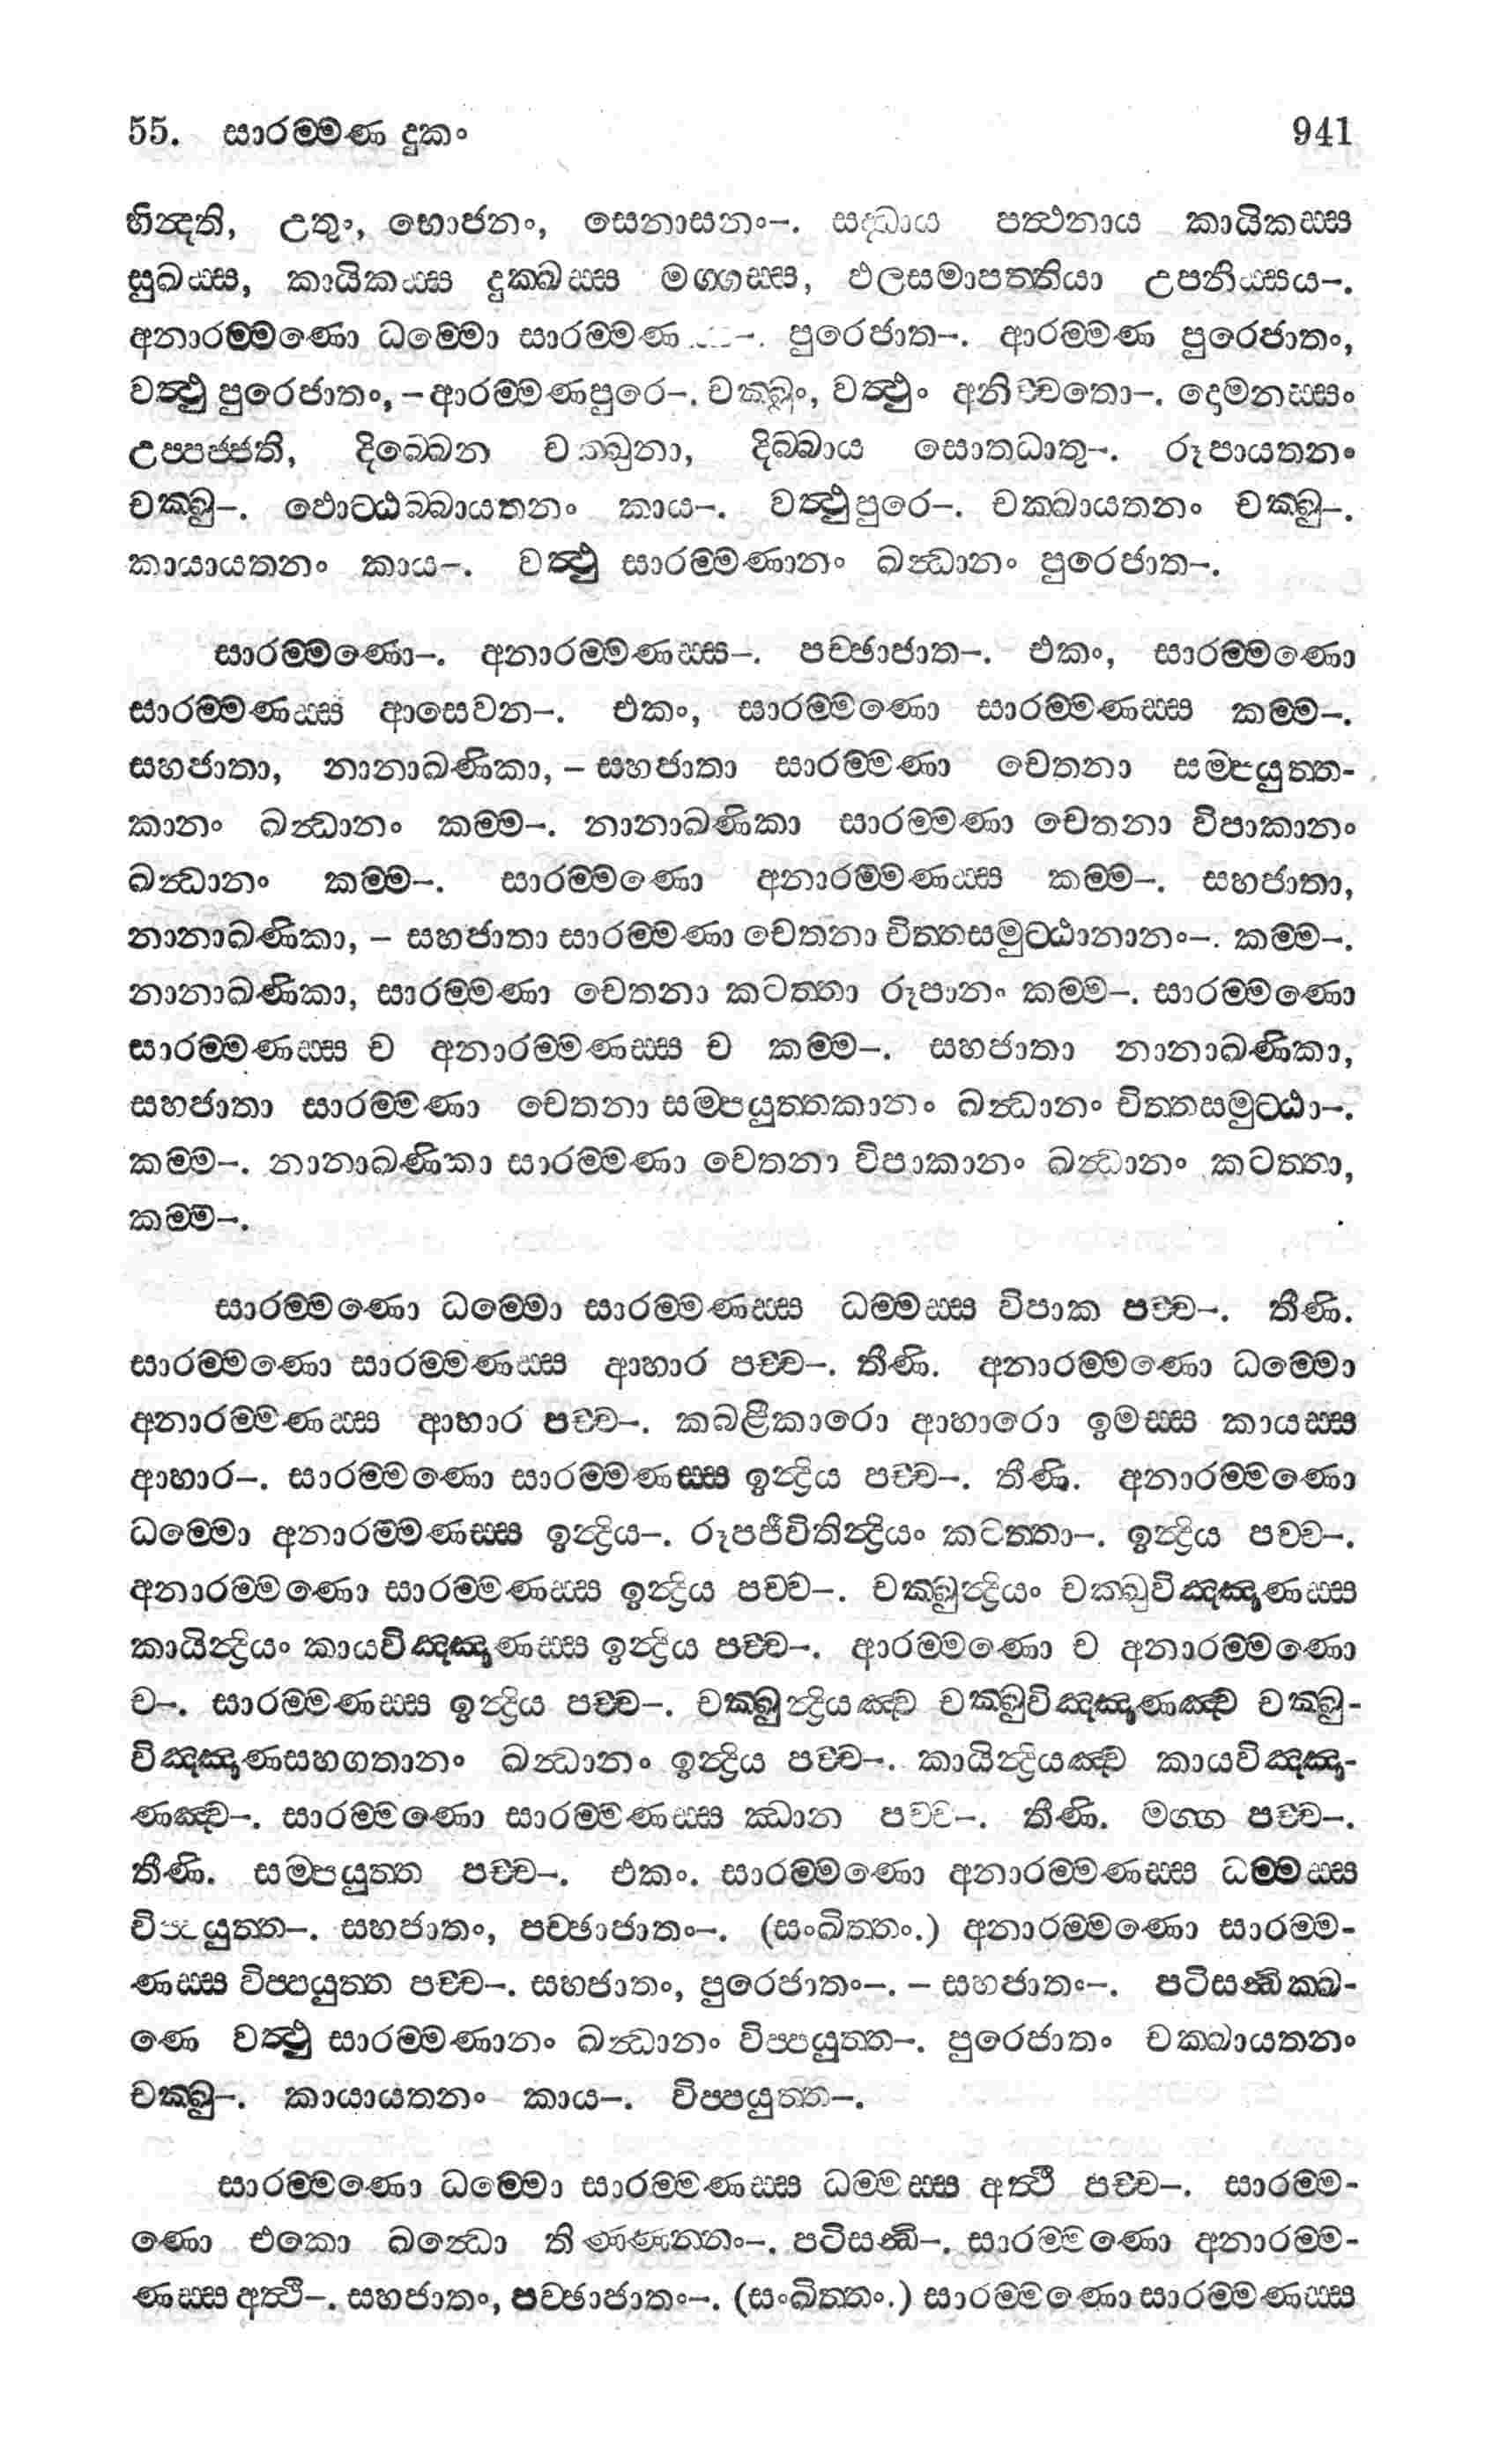 55. සාරම්මණ දුකං 941
භින්දති, උතුං, භොජනං, සෙනාසනං–. සද්ධාය පත්ථනාය කායිකස්ස
සුඛස්ස, කායිකස්ස දුක්ඛස්ස මග්ගස්ස, ඵලසමාපත්තියා උපනිස්සය–.
අනාරම්මණො ධම්මො සාරම්මණ –. පුරෙජාත–. ආරම්මණ පුරෙජාතං,
වත්ථු පුරෙජාතං, – ආරම්මණපුරෙ–. චක්ඛුං, වත්ථුං අනිච්චතො–. දොමනස්සං
උප්පජ්ජති, දිබ්බෙන චක්ඛුනා, දිබ්බාය සොතධාතු–. රූපායතනං
චක්ඛු–. ඵොට්ඨබ්බායතනං කාය–. වත්ථුපුරෙ–. චක්ඛායතනං චක්ඛු–.
කායායතනං කාය–. වත්ථු සාරම්මණානං ඛන්ධානං පුරෙජාත–.
සාරම්මණො–. අනාරම්මණස්ස–. පච්ඡාජාත–. එකං, සාරම්මණො
සාරම්මණස්ස ආසෙවන–. එකං, සාරම්මණො සාරම්මණස්ස කම්ම–.
සහජාතා, නානාඛණිකා, – සහජාතා සාරම්මණා චෙතනා සම්පයුත්ත-
කානං ඛන්ධානං කම්ම–. නානාඛණිකා සාරම්මණා චෙතනා විපාකානං
ඛන්ධානං කම්ම–. සාරම්මණො අනාරම්මණස්ස කම්ම–. සහජාතා,
නානාඛණිකා, – සහජාතා සාරම්මණා චෙතනා චිත්තසමුට්ඨානානං–. කම්ම–.
නානාඛණිකා, සාරම්මණා චෙතනා කටත්තා රූපානං කම්ම–. සාරම්මණො
සාරම්මණස්ස ච අනාරම්මණස්ස ච කම්ම–. සහජාතා නානාඛණිකා,
සහජාතා සාරම්මණා චෙතනා සම්පයුත්තකානං ඛන්ධානං චිත්තසමුට්ඨා–.
කම්ම–. නානාඛණිකා සාරම්මණා චෙතනා විපාකානං ඛන්ධානං කටත්තා,
කම්ම–.
සාරම්මණො ධම්මො සාරම්මණස්ස ධම්මස්ස විපාක පච්ච–. තීණි.
සාරම්මණො සාරම්මණස්ස ආහාර පච්ච–. තීණි. අනාරම්මණො ධම්මො
අනාරම්මණස්ස ආහාර පච්ච–. කබළීකාරො ආහාරො ඉමස්ස කායස්ස
ආහාර–. සාරම්මණො සාරම්මණස්ස ඉන්ද්‍රිය පච්ච–. තීණි. අනාරම්මණො
ධම්මො අනාරම්මණස්ස ඉන්ද්‍රිය–. රූපජීවිතින්ද්‍රියං කටත්තා–. ඉන්ද්‍රිය පච්ච–.
අනාරම්මණො සාරම්මණස්ස ඉන්ද්‍රිය පච්ච–. චක්ඛුන්ද්‍රියං චක්ඛුවිඤ්ඤාණස්ස
කායින්ද්‍රියං කායවිඤ්ඤාණස්ස ඉන්ද්‍රිය පච්ච–. ආරම්මණො ච අනාරම්මණො
ච–. සාරම්මණස්ස ඉන්ද්‍රිය පච්ච–. චක්ඛුන්ද්‍රියඤ්ච චක්ඛුවිඤ්ඤාණඤ්ච චක්ඛු-
විඤ්ඤාණසහගතානං ඛන්ධානං ඉන්ද්‍රිය පච්ච–. කායින්ද්‍රියඤ්ච කායවිඤ්ඤා-
ණඤ්ච–. සාරම්මණො සාරම්මණස්ස ඣාන පච්ච–. තීණි. මග්ග පච්ච–.
තීණි. සම්පයුත්ත පච්ච–. එකං. සාරම්මණො අනාරම්මණස්ස ධම්මස්ස
විප්පයුත්ත–. සහජාතං, පච්ඡාජාතං–. (සංඛිත්තං.) අනාරම්මණො සාරම්ම-
ණස්ස විප්පයුත්ත පච්ච–. සහජාතං, පුරෙජාතං–. – සහජාතං–. පටිසන්ධික්ඛ-
ණෙ වත්ථු සාරම්මණානං ඛන්ධානං විප්පයුත්ත–. පුරෙජාතං චක්ඛායතනං
චක්ඛු–. කායායතනං කාය–. විප්පයුත්ත–.
සාරම්මණො ධම්මො සාරම්මණස්ස ධම්මස්ස අත්ථි පච්ච–. සාරම්ම-
ණො එකො ඛන්ධො තිණ්ණන්නං–. පටිසන්ධි–. සාරම්මණො අනාරම්ම-
ණස්ස අත්ථි–. සහජාතං, පච්ඡාජාතං–. (සංඛිත්තං.) සාරම්මණො සාරම්මණස්ස